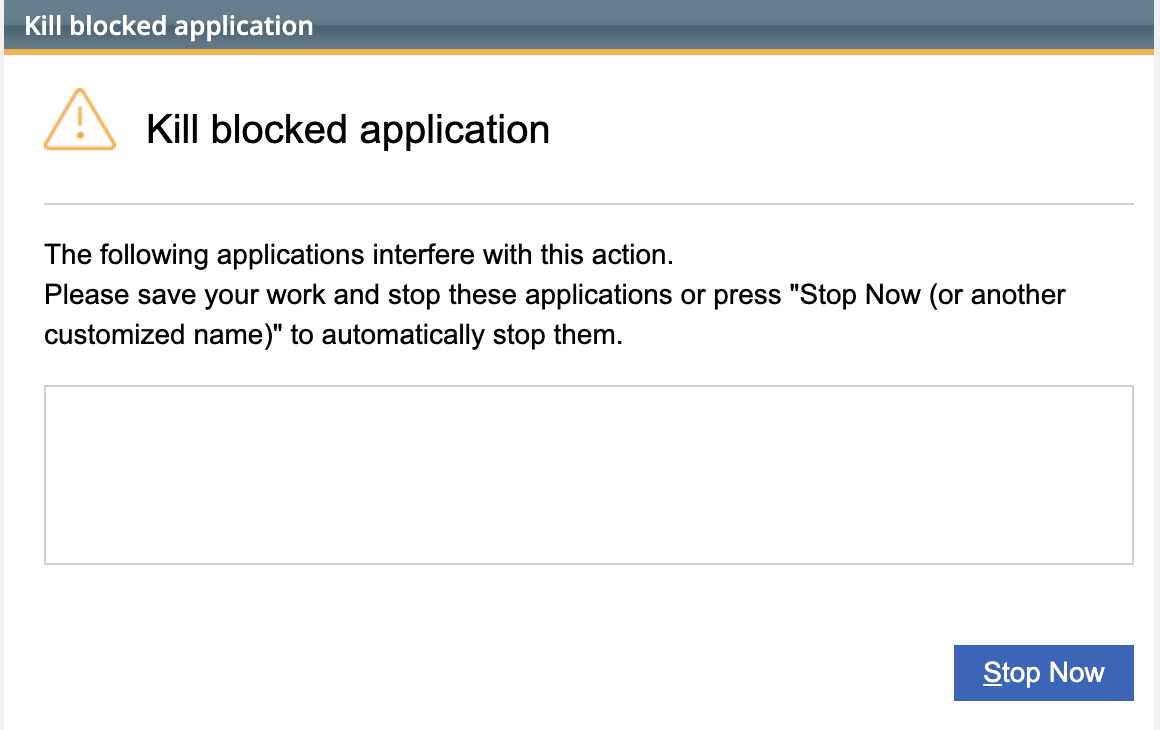 Kill blocked application
Kill blocked application
The following applications interfere with this action.
Please save your work and stop these applications or press "Stop Now (or another
customized name)" to automatically stop them.
Stop Now